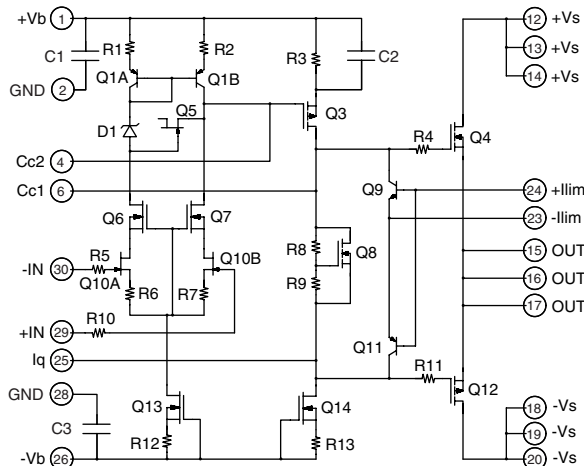 +Vb 1 12 +Vs
C1 R1 R2 R3 C2 13 +Vs
GND 2 Q1A Q1B 14 +Vs
Q5 Q3
D1 R4 Q4
Cc2 4
Cc1 6 Q9 24 +Ilim
23 -Ilim
Q6 Q7
R8 Q8 15 OUT
-IN 30 R5 Q10B
Q10A R6 R7 R9 16 OUT
17 OUT
+IN 29 R10
Iq 25 Q11
R11
GND 28 Q12
Q13 Q14 18 -Vs
C3 R12 R13 19 -Vs
-Vb 26 20 -Vs